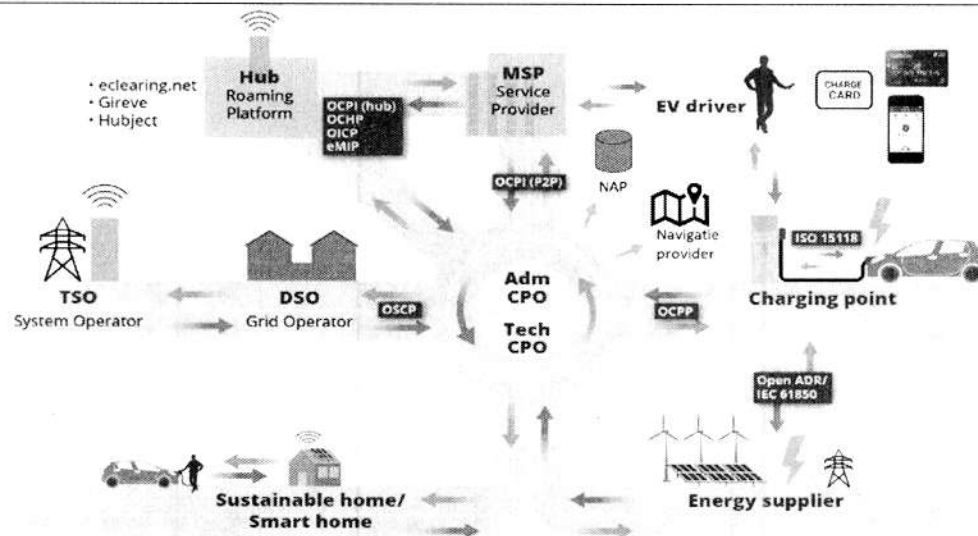 Hub
Roaming
Platform
• eclearing.net
• Gireve
• Hubject
OCPI (hub)
OCHP
OICP
eMIP
MSP
Service
Provider
EV driver
CHARGE
CARD
OCPI (P2P)
NAP
Navigatie
provider
ISO 15118
Charging point
TSO
System Operator
DSO
Grid Operator
OSCP
Adm
CPO
Tech
CPO
OCPP
Open ADR/
IEC 61850
Sustainable home/
Smart home
Energy supplier